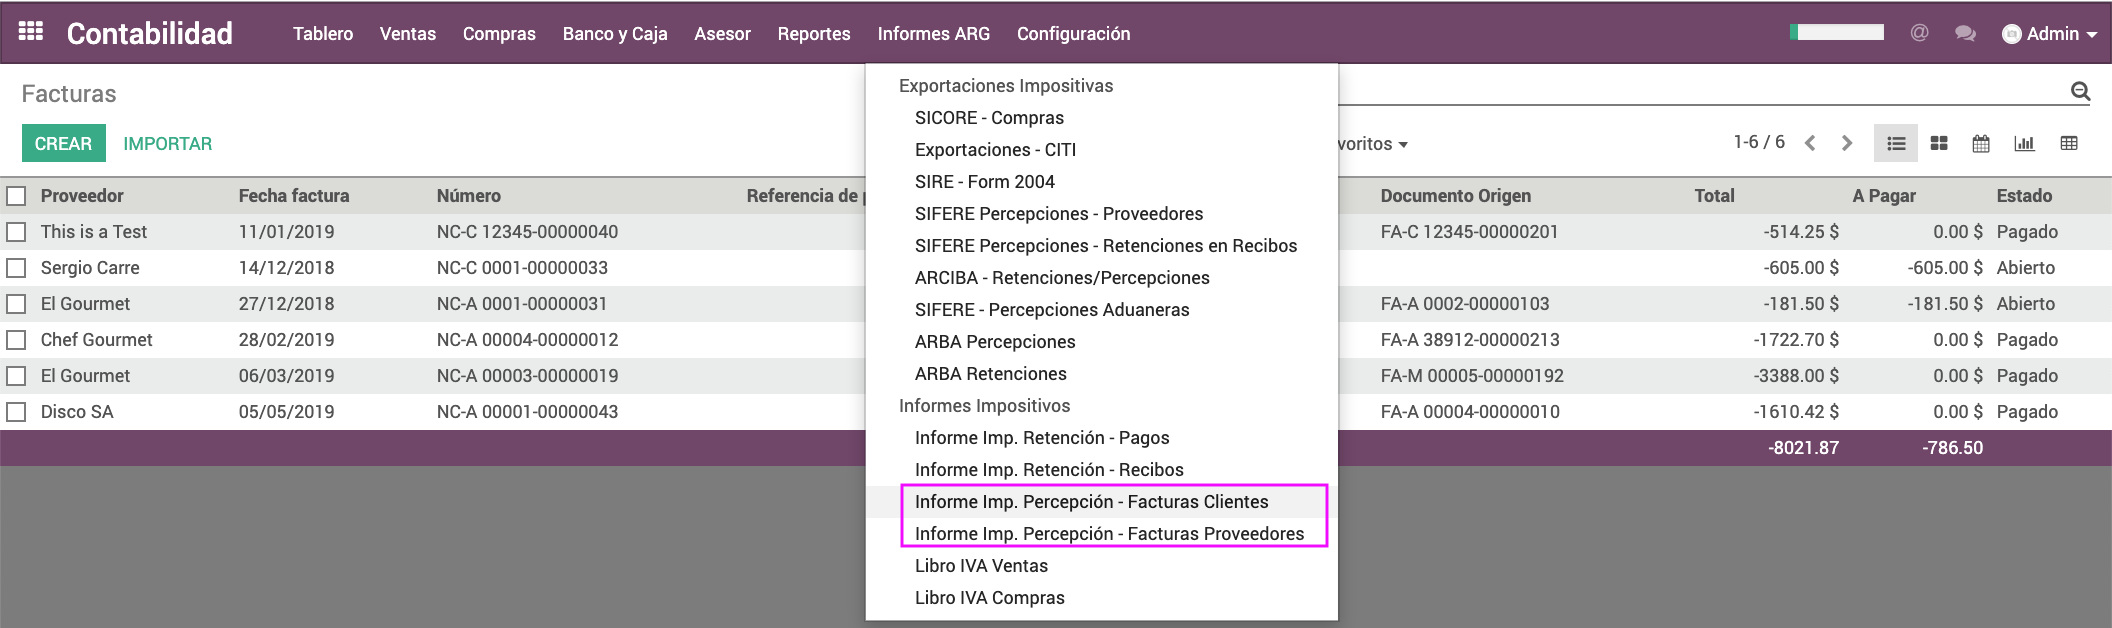 Contabilidad Tablero Ventas Compras Banco y Caja Asesor Reportes Informes ARG Configuración @ Admin
Facturas
CREAR IMPORTAR
voritos 1-6 / 6
Proveedor Fecha factura Número Referencia de Documento Origen Total A Pagar Estado
This is a Test 11/01/2019 NC-C 12345-00000040 FA-C 12345-00000201 -514.25 $ 0.00 $ Pagado
Sergio Carre 14/12/2018 NC-C 0001-00000033 -605.00 $ -605.00 $ Abierto
El Gourmet 27/12/2018 NC-A 0001-00000031 FA-A 0002-00000103 -181.50 $ -181.50 $ Abierto
Chef Gourmet 28/02/2019 NC-A 00004-00000012 FA-A 38912-00000213 -1722.70 $ 0.00 $ Pagado
El Gourmet 06/03/2019 NC-A 00003-00000019 FA-M 00005-00000192 -3388.00 $ 0.00 $ Pagado
Disco SA 05/05/2019 NC-A 00001-00000043 FA-A 00004-00000010 -1610.42 $ 0.00 $ Pagado
-8021.87 -786.50
Exportaciones Impositivas
SICORE - Compras
Exportaciones - CITI
SIRE - Form 2004
SIFERE Percepciones - Proveedores
SIFERE Percepciones - Retenciones en Recibos
ARCIBA - Retenciones/Percepciones
SIFERE - Percepciones Aduaneras
ARBA Percepciones
ARBA Retenciones
Informes Impositivos
Informe Imp. Retención - Pagos
Informe Imp. Retención - Recibos
Informe Imp. Percepción - Facturas Clientes
Informe Imp. Percepción - Facturas Proveedores
Libro IVA Ventas
Libro IVA Compras